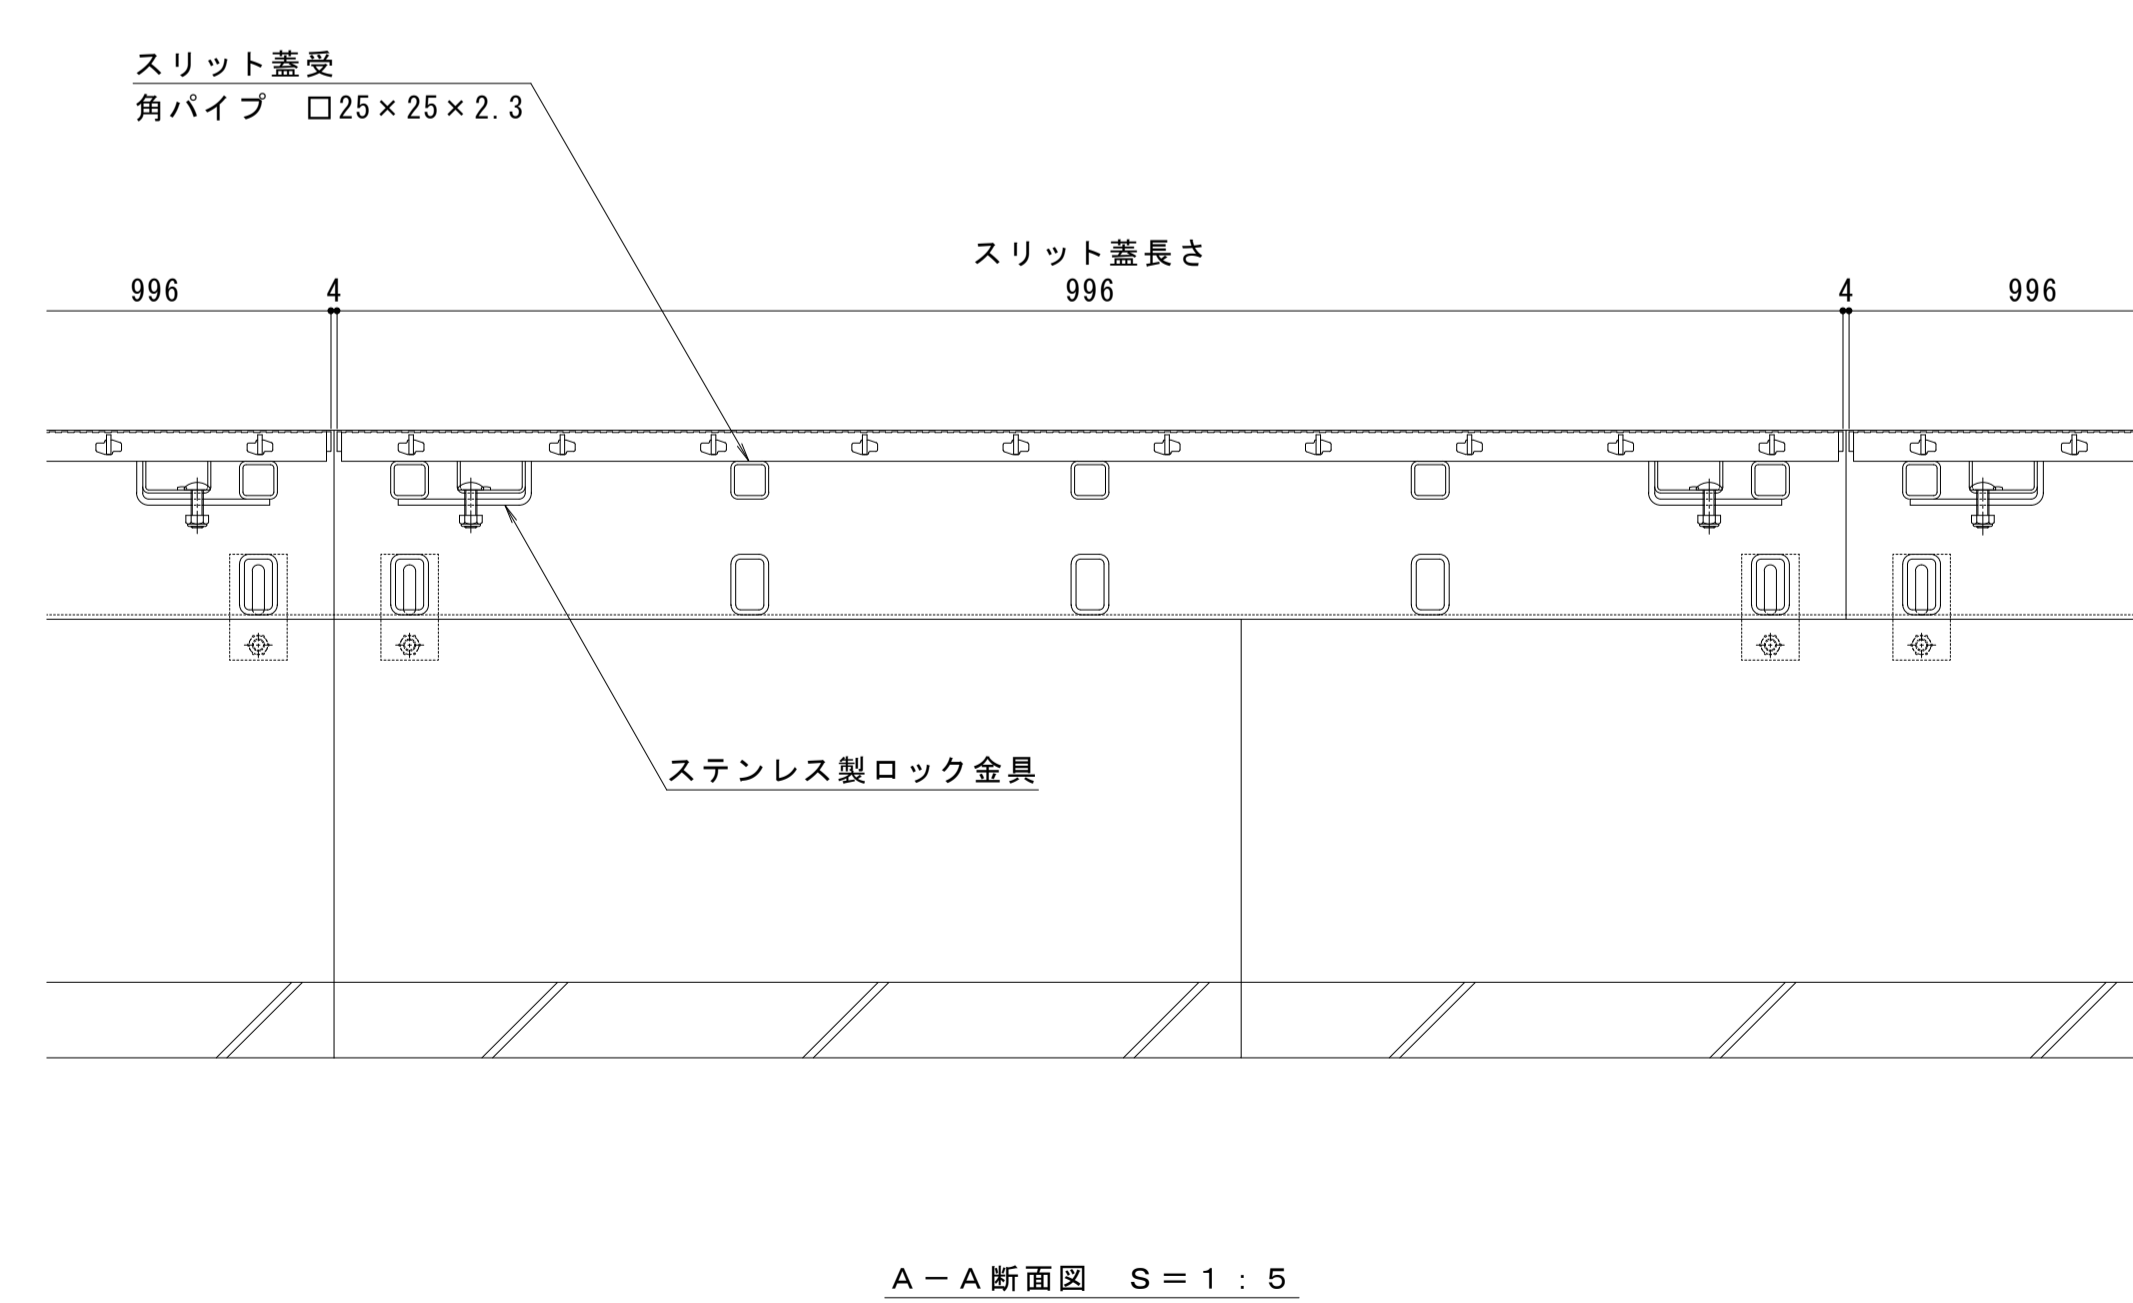 スリット蓋受
角パイプ　□25×25×2.3
スリット蓋長さ
996 4 996 4 996
ステンレス製ロック金具
Ａ－Ａ断面図　Ｓ＝１：５